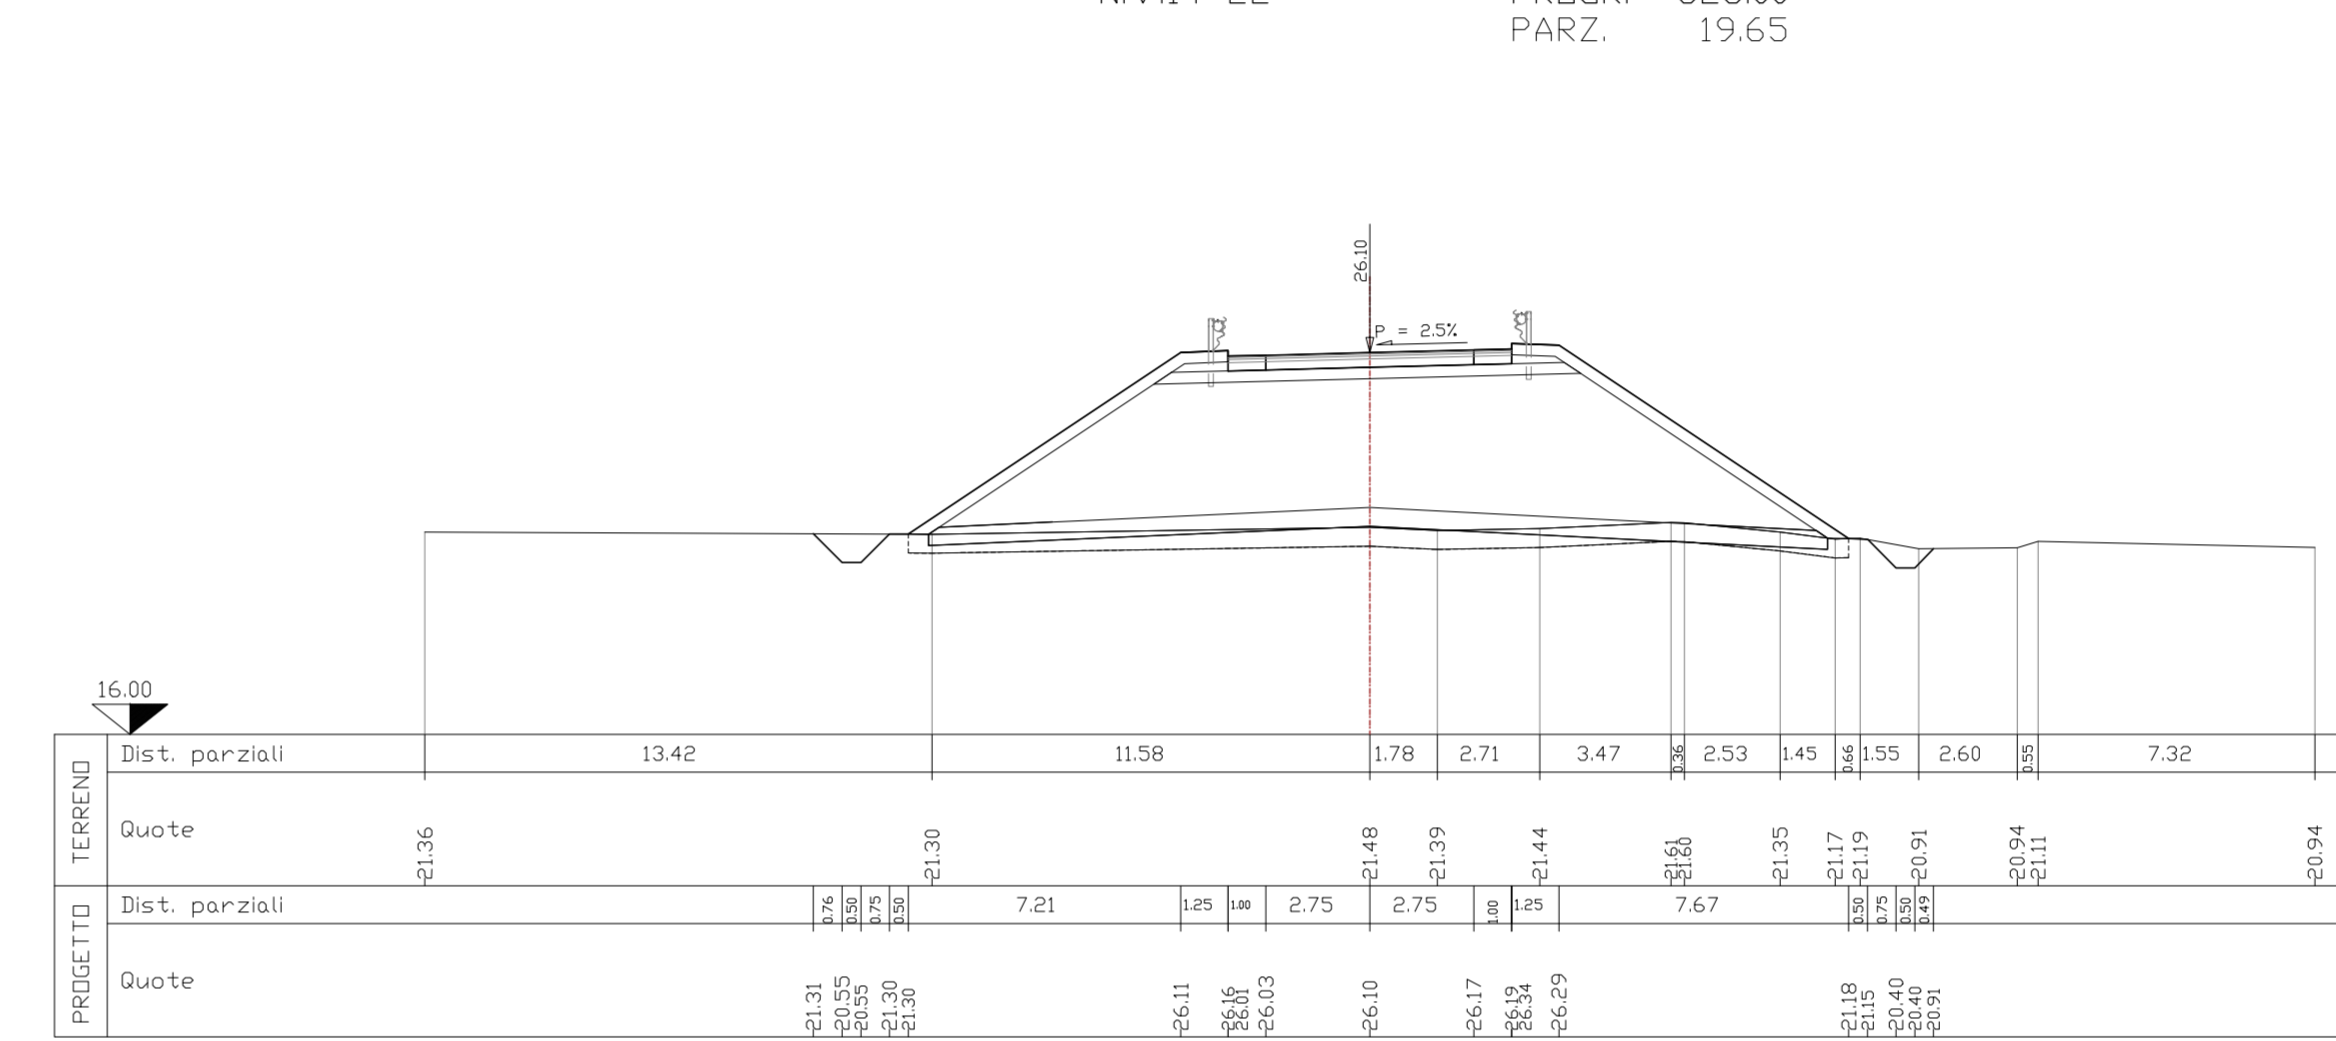 PARZ. 19.65
26.10
P = 2.5%
16.00
TERRENO
Dist. parziali 13.42 11.58 1.78 2.71 3.47 0.36 2.53 1.45 0.66 1.55 2.60 0.55 7.32
Quote 21.36 21.30 21.48 21.39 21.44 21.61 21.60 21.35 21.17 21.19 20.91 20.94 21.11 20.94
PROGETTO
Dist. parziali 0.76 0.50 0.75 0.50 7.21 1.25 1.00 2.75 2.75 1.00 1.25 7.67 0.50 0.75 0.50 0.49
Quote 21.31 20.55 20.55 21.30 21.30 26.11 26.16 26.01 26.03 26.10 26.17 26.19 26.34 26.29 21.18 21.15 20.40 20.40 20.91